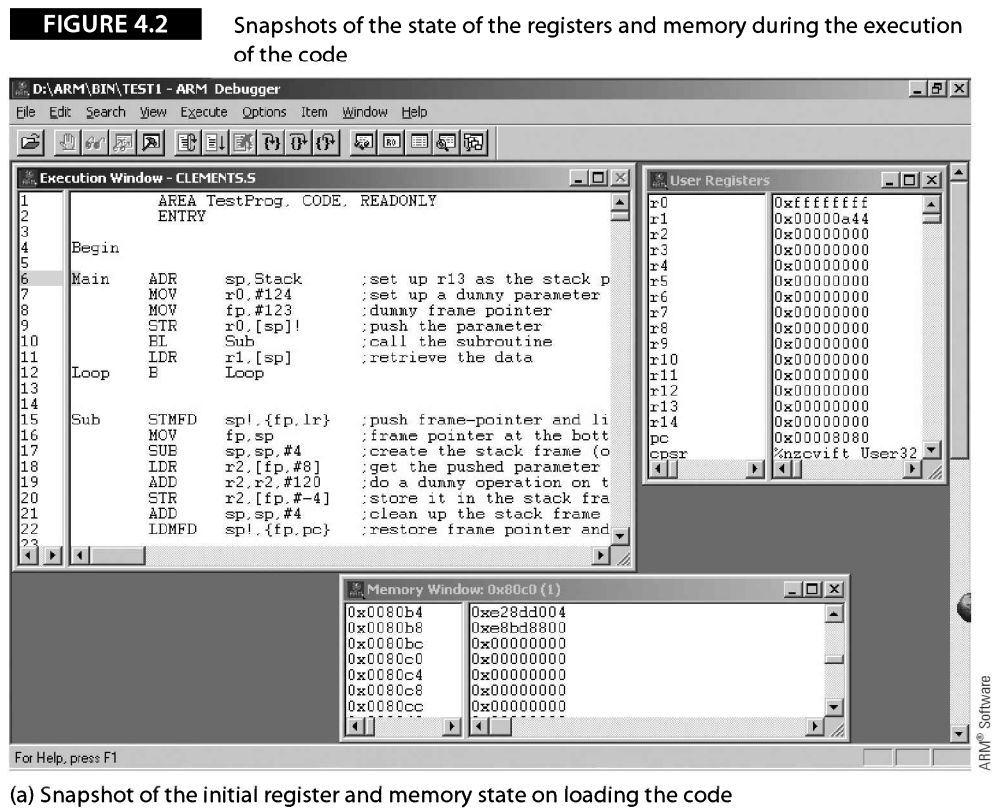 FIGURE 4.2
Snapshots of the state of the registers and memory during the execution
of the code
D:\ARM\BIN\TEST1 - ARM Debugger
File Edit Search View Execute Options Item Window Help
Execution Window - CLEMENTS.S
1 AREA TestProg, CODE, READONLY
2 ENTRY
3
4 Begin
5
6 Main ADR sp,Stack ;set up r13 as the stack p
7 MOV r0,#124 ;set up a dummy parameter
8 MOV fp,#123 ;dummy frame pointer
9 STR r0,[sp]! ;push the parameter
10 BL Sub ;call the subroutine
11 LDR r1,[sp] ;retrieve the data
12 Loop B Loop
13
14
15 Sub STMFD sp!,{fp,lr} ;push frame-pointer and li
16 MOV fp,sp ;frame pointer at the bott
17 SUB sp,sp,#4 ;create the stack frame (o
18 LDR r2,[fp,#8] ;get the pushed parameter
19 ADD r2,r2,#120 ;do a dummy operation on t
20 STR r2,[fp,#-4] ;store it in the stack fra
21 ADD sp,sp,#4 ;clean up the stack frame
22 LDMFD sp!,{fp,pc} ;restore frame pointer and
23
User Registers
r0 0xffffffff
r1 0x00000a44
r2 0x00000000
r3 0x00000000
r4 0x00000000
r5 0x00000000
r6 0x00000000
r7 0x00000000
r8 0x00000000
r9 0x00000000
r10 0x00000000
r11 0x00000000
r12 0x00000000
r13 0x00000000
r14 0x00000000
pc 0x00008080
cpsr %nzcvift User32
Memory Window: 0x80c0 (1)
0x0080b4 0xe28dd004
0x0080b8 0xe8bd8800
0x0080bc 0x00000000
0x0080c0 0x00000000
0x0080c4 0x00000000
0x0080c8 0x00000000
0x0080cc 0x00000000
For Help, press F1
ARM® Software
(a) Snapshot of the initial register and memory state on loading the code